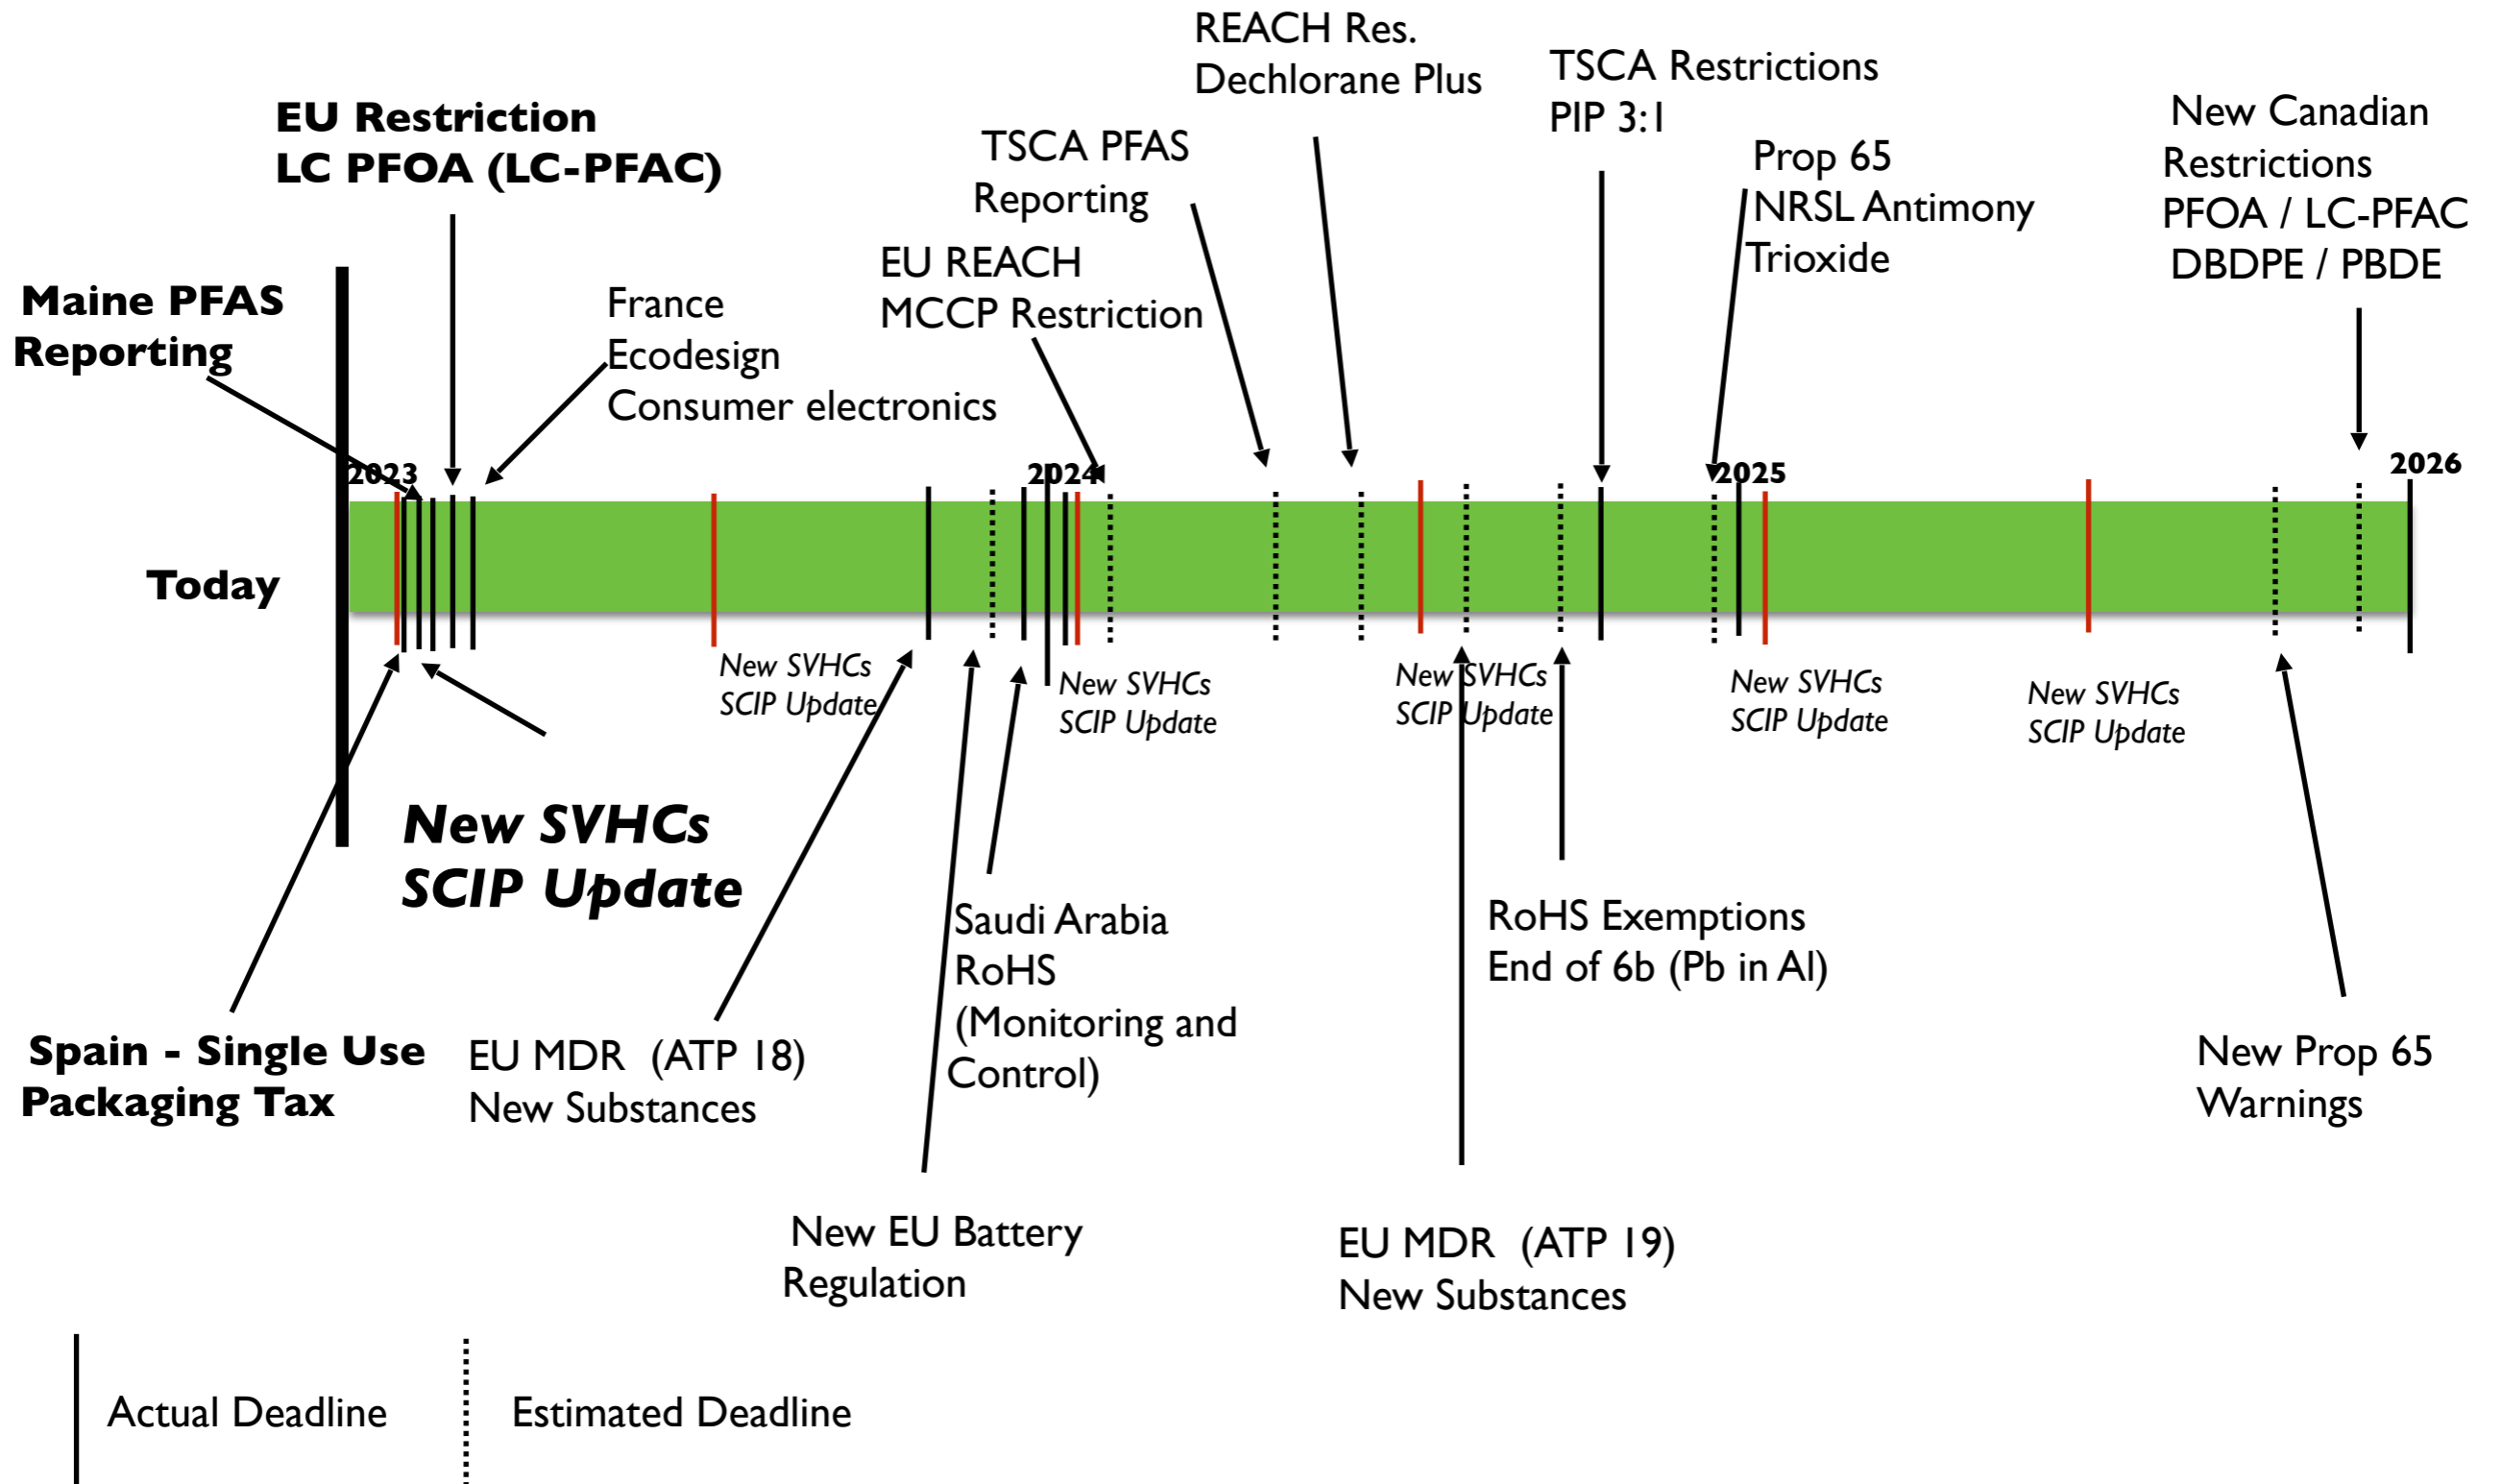 REACH Res.
Dechlorane Plus
TSCA Restrictions
PIP 3:1
EU Restriction
LC PFOA (LC-PFAC)
New Canadian
Restrictions
PFOA / LC-PFAC
DBDPE / PBDE
TSCA PFAS
Reporting
Prop 65
NRSL Antimony
Trioxide
EU REACH
MCCP Restriction
Maine PFAS
Reporting
France
Ecodesign
Consumer electronics
2023
2024
2025
2026
Today
New SVHCs
SCIP Update
New SVHCs
SCIP Update
New SVHCs
SCIP Update
New SVHCs
SCIP Update
New SVHCs
SCIP Update
New SVHCs
SCIP Update
Saudi Arabia
RoHS
(Monitoring and
Control)
RoHS Exemptions
End of 6b (Pb in Al)
Spain - Single Use
Packaging Tax
EU MDR (ATP 18)
New Substances
New Prop 65
Warnings
New EU Battery
Regulation
EU MDR (ATP 19)
New Substances
Actual Deadline
Estimated Deadline